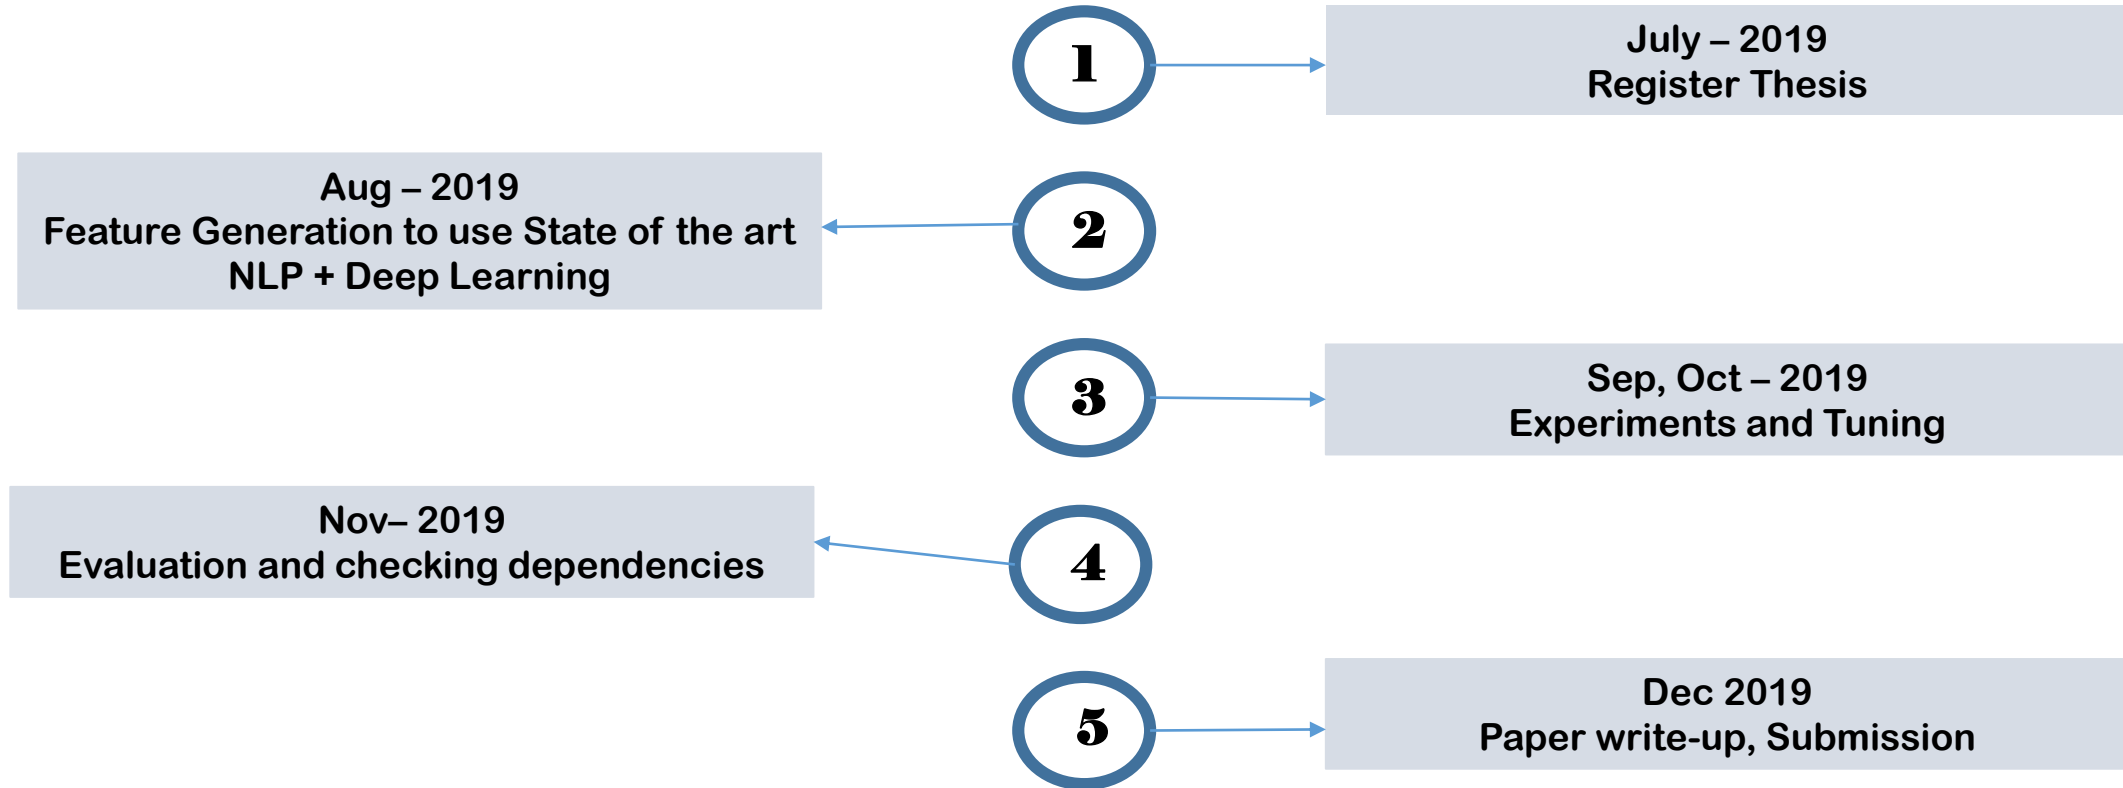 1
July – 2019
Register Thesis
2
Aug – 2019
Feature Generation to use State of the art
NLP + Deep Learning
3
Sep, Oct – 2019
Experiments and Tuning
4
Nov– 2019
Evaluation and checking dependencies
5
Dec 2019
Paper write-up, Submission